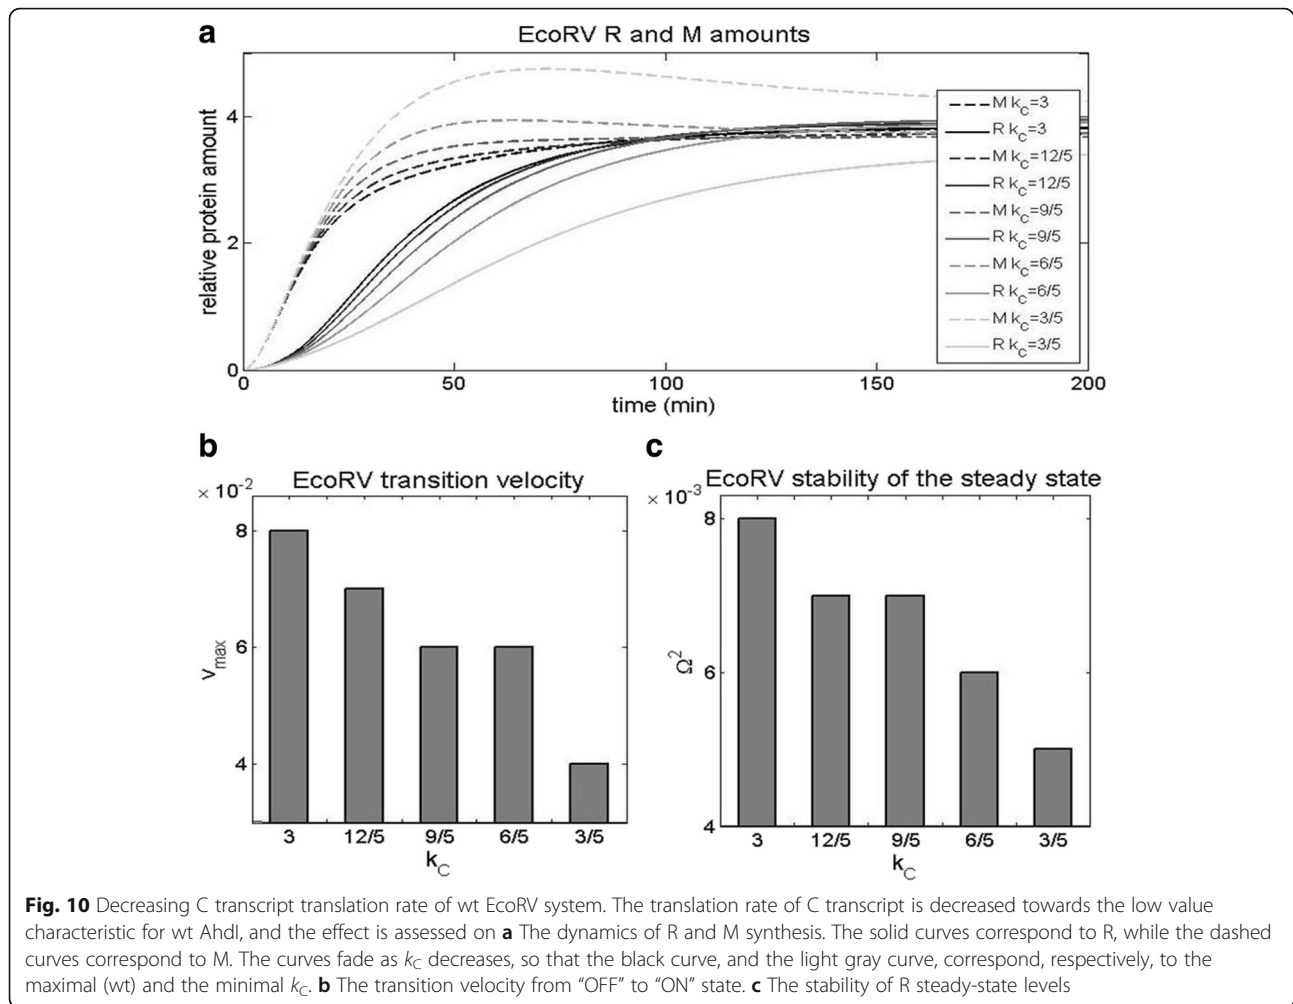 a
EcoRV R and M amounts
relative protein amount
4
2
0
0
50
100
150
200
time (min)
M k_C=3
R k_C=3
M k_C=12/5
R k_C=12/5
M k_C=9/5
R k_C=9/5
M k_C=6/5
R k_C=6/5
M k_C=3/5
R k_C=3/5
b
EcoRV transition velocity
× 10⁻²
v_max
8
6
4
3
12/5
9/5
6/5
3/5
k_C
c
EcoRV stability of the steady state
× 10⁻³
Ω²
8
6
4
3
12/5
9/5
6/5
3/5
k_C
Fig. 10 Decreasing C transcript translation rate of wt EcoRV system. The translation rate of C transcript is decreased towards the low value
characteristic for wt AhdI, and the effect is assessed on a The dynamics of R and M synthesis. The solid curves correspond to R, while the dashed
curves correspond to M. The curves fade as k_C decreases, so that the black curve, and the light gray curve, correspond, respectively, to the
maximal (wt) and the minimal k_C. b The transition velocity from “OFF” to “ON” state. c The stability of R steady-state levels